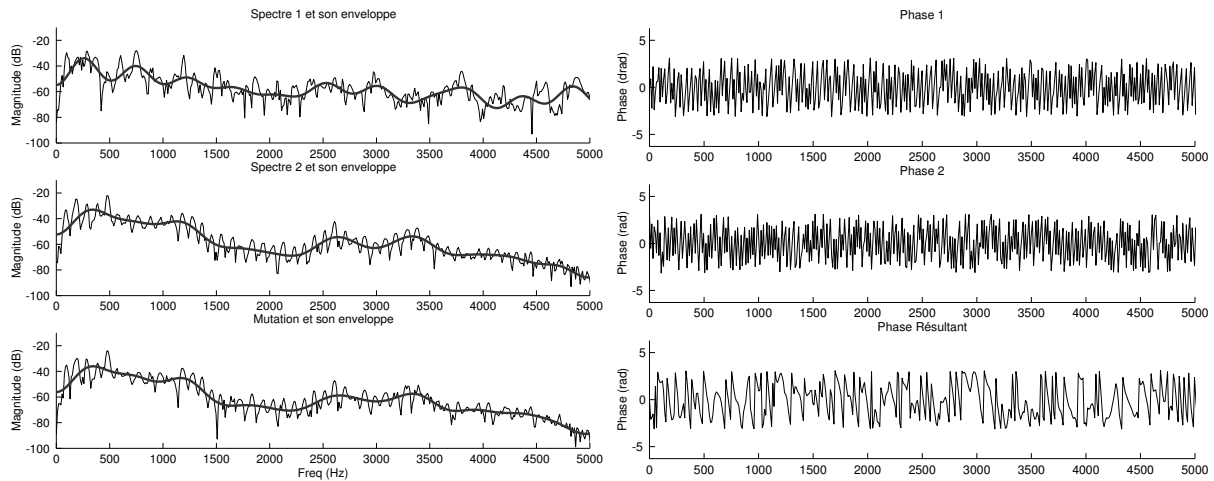 Spectre 1 et son enveloppe
Magnitude (dB)
-20
-40
-60
-80
-100
0 500 1000 1500 2000 2500 3000 3500 4000 4500 5000
Phase 1
Phase (drad)
5
0
-5
0 500 1000 1500 2000 2500 3000 3500 4000 4500 5000
Spectre 2 et son enveloppe
Magnitude (dB)
-20
-40
-60
-80
-100
0 500 1000 1500 2000 2500 3000 3500 4000 4500 5000
Phase 2
Phase (rad)
5
0
-5
0 500 1000 1500 2000 2500 3000 3500 4000 4500 5000
Mutation et son enveloppe
Magnitude (dB)
-20
-40
-60
-80
-100
0 500 1000 1500 2000 2500 3000 3500 4000 4500 5000
Freq (Hz)
Phase Résultant
Phase (rad)
5
0
-5
0 500 1000 1500 2000 2500 3000 3500 4000 4500 5000